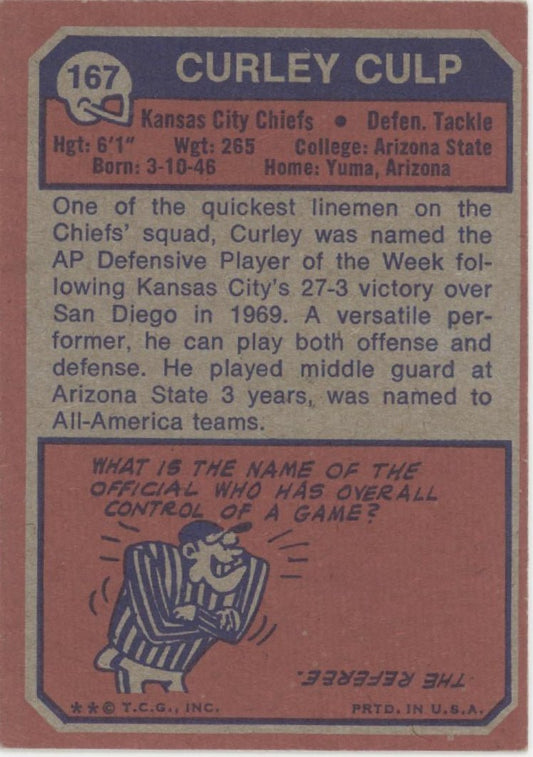 167
CURLEY CULP
Kansas City Chiefs • Defen. Tackle
Hgt: 6'1" Wgt: 265 College: Arizona State
Born: 3-10-46 Home: Yuma, Arizona
One of the quickest linemen on the
Chiefs' squad, Curley was named the
AP Defensive Player of the Week fol-
lowing Kansas City's 27-3 victory over
San Diego in 1969. A versatile per-
former, he can play both offense and
defense. He played middle guard at
Arizona State 3 years, was named to
All-America teams.
WHAT IS THE NAME OF THE
OFFICIAL WHO HAS OVERALL
CONTROL OF A GAME?
THE REFEREE.
**© T.C.G., INC. PRTD. IN U.S.A.